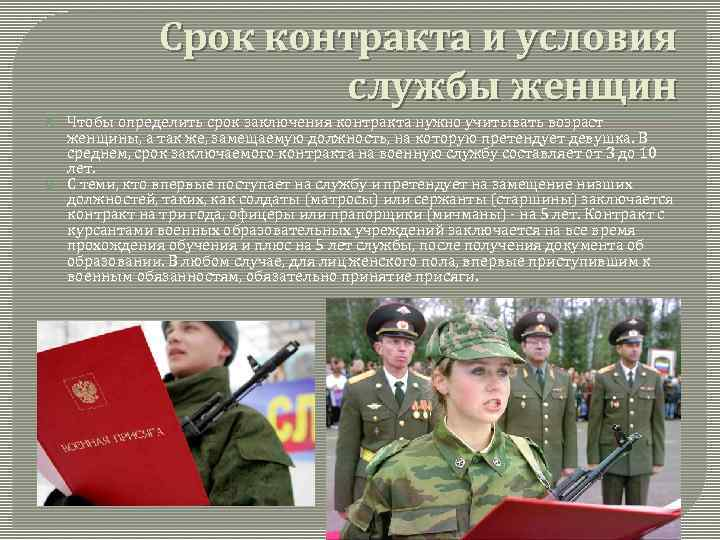 Срок контракта и условия
службы женщин
Чтобы определить срок заключения контракта нужно учитывать возраст
женщины, а так же, замещаемую должность, на которую претендует девушка. В
среднем, срок заключаемого контракта на военную службу составляет от 3 до 10
лет.
С теми, кто впервые поступает на службу и претендует на замещение низших
должностей, таких, как солдаты (матросы) или сержанты (старшины) заключается
контракт на три года, офицеры или прапорщики (мичманы) - на 5 лет. Контракт с
курсантами военных образовательных учреждений заключается на все время
прохождения обучения и плюс на 5 лет службы, после получения документа об
образовании. В любом случае, для лиц женского пола, впервые приступившим к
военным обязанностям, обязательно принятие присяги.
ВОЕННАЯ ПРИСЯГА